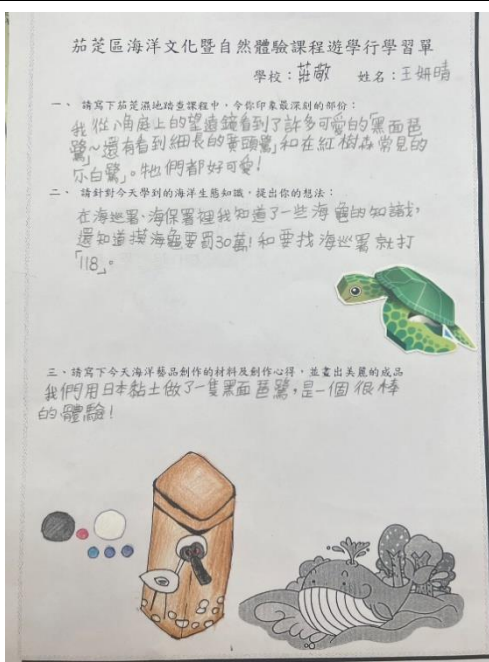 茄萣區海洋文化暨自然體驗課程遊學行學習單
學校：莊敬 姓名：王妍晴
一、 請寫下茄萣濕地踏查課程中，令你印象最深刻的部份：
我從八角庭上的望遠鏡看到了許多可愛的「黑面琶
鷺」~還有看到細長的「蒼頭鷺」和在紅樹森常見的
「小白鷺」。牠們都好可愛！
二、 請針對今天學到的海洋生態知識，提出你的想法：
在海巡署、海保署裡我知道了一些海龜的知識，
還知道摸海龜要罰30萬！和要找海巡署就打
「118」。
三、請寫下今天海洋藝品創作的材料及創作心得，並畫出美麗的成品
我們用日本黏土做了一隻黑面琶鷺，是一個很棒
的體驗！